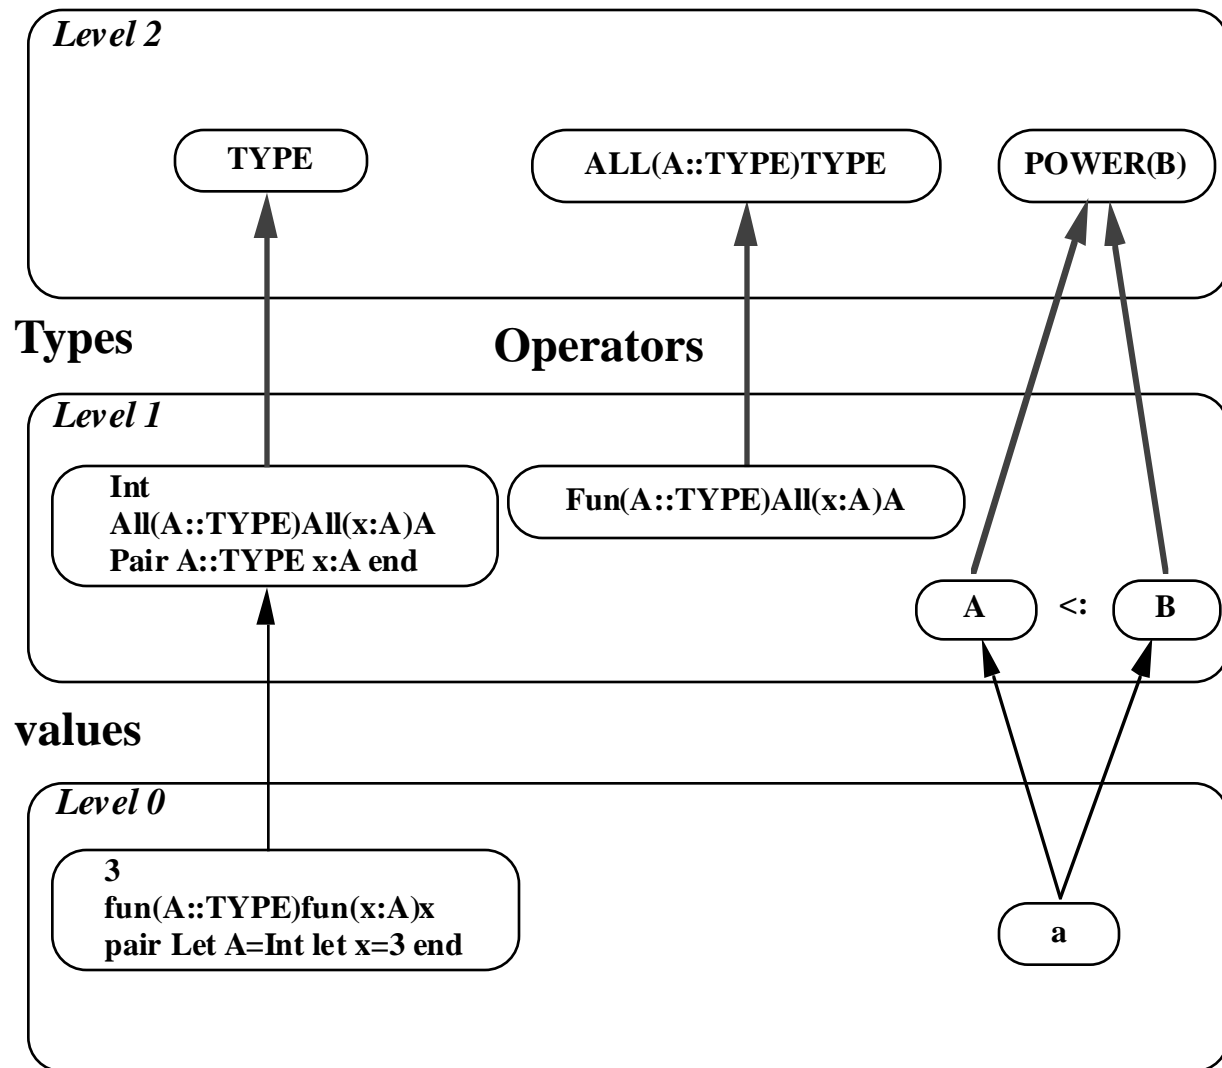 Level 2
TYPE
ALL(A::TYPE)TYPE
POWER(B)
Types
Operators
Level 1
Int
All(A::TYPE)All(x:A)A
Pair A::TYPE x:A end
Fun(A::TYPE)All(x:A)A
A <: B
values
Level 0
3
fun(A::TYPE)fun(x:A)x
pair Let A=Int let x=3 end
a